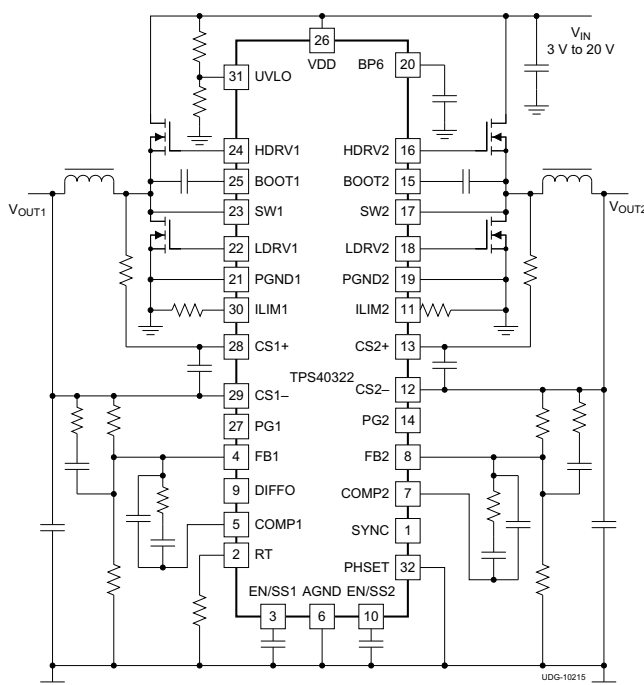 26
VDD
BP6
20
V_IN
3 V to 20 V
31
UVLO
24
HDRV1
HDRV2
16
25
BOOT1
BOOT2
15
V_OUT1
23
SW1
SW2
17
V_OUT2
22
LDRV1
LDRV2
18
21
PGND1
PGND2
19
30
ILIM1
ILIM2
11
28
CS1+
CS2+
13
TPS40322
29
CS1–
CS2–
12
27
PG1
PG2
14
4
FB1
FB2
8
9
DIFFO
COMP2
7
5
COMP1
SYNC
1
2
RT
PHSET
32
EN/SS1
AGND
EN/SS2
3
6
10
UDG-10215